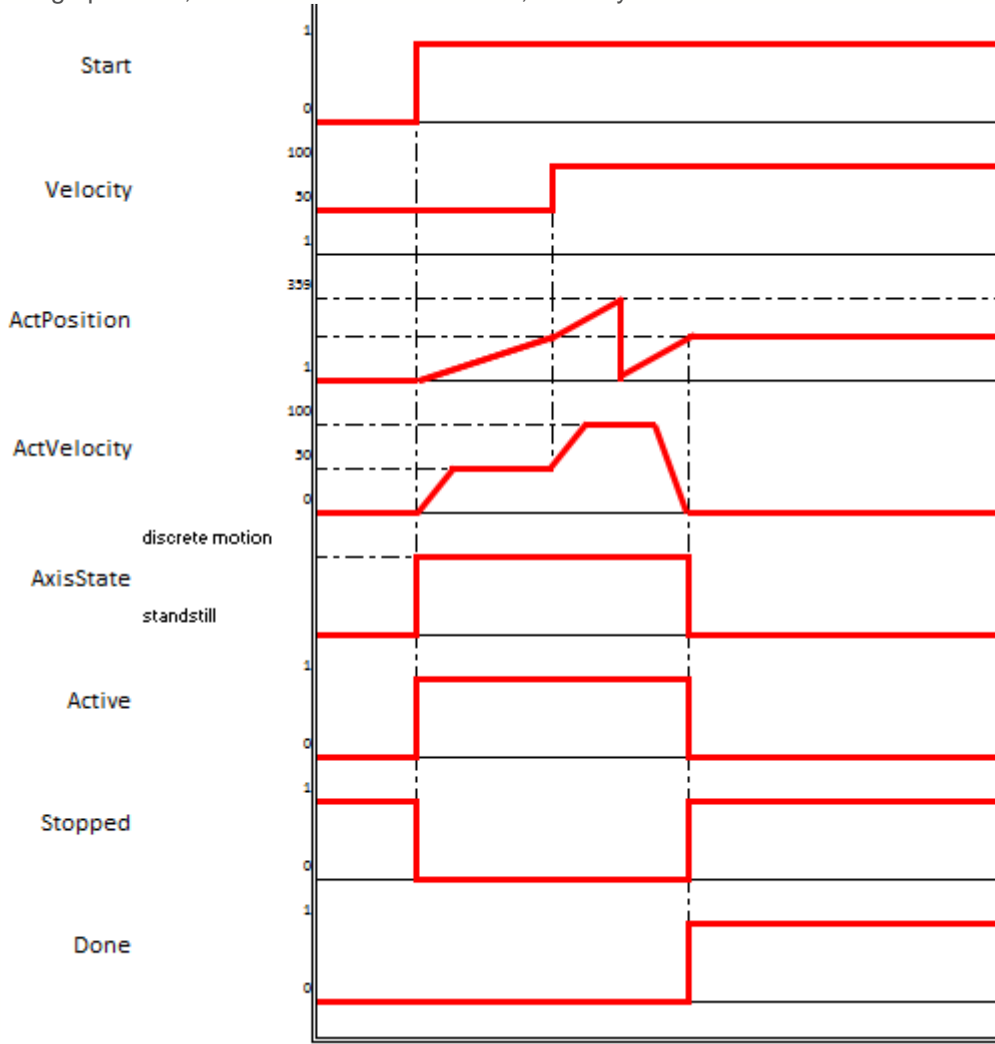 1
Start
0
100
Velocity
50
1
359
ActPosition
1
100
ActVelocity
50
0
discrete motion
AxisState
standstill
1
Active
0
1
Stopped
0
1
Done
0